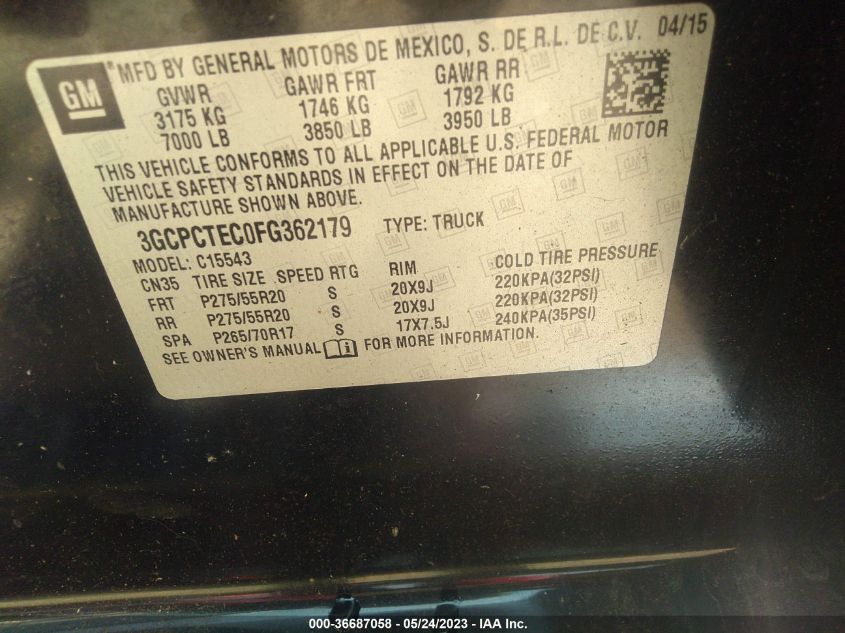 MFD BY GENERAL MOTORS DE MEXICO, S. DE R.L. DE C.V. 04/15
GM
GVWR GAWR FRT GAWR RR
3175 KG 1746 KG 1792 KG
7000 LB 3850 LB 3950 LB
THIS VEHICLE CONFORMS TO ALL APPLICABLE U.S. FEDERAL MOTOR
VEHICLE SAFETY STANDARDS IN EFFECT ON THE DATE OF
MANUFACTURE SHOWN ABOVE.
3GCPCTEC0FG362179 TYPE: TRUCK
MODEL: C15543
CN35 TIRE SIZE SPEED RTG RIM COLD TIRE PRESSURE
FRT P275/55R20 S 20X9J 220KPA(32PSI)
RR P275/55R20 S 20X9J 220KPA(32PSI)
SPA P265/70R17 S 17X7.5J 240KPA(35PSI)
SEE OWNER'S MANUAL FOR MORE INFORMATION.
000-36687058 - 05/24/2023 - IAA Inc.